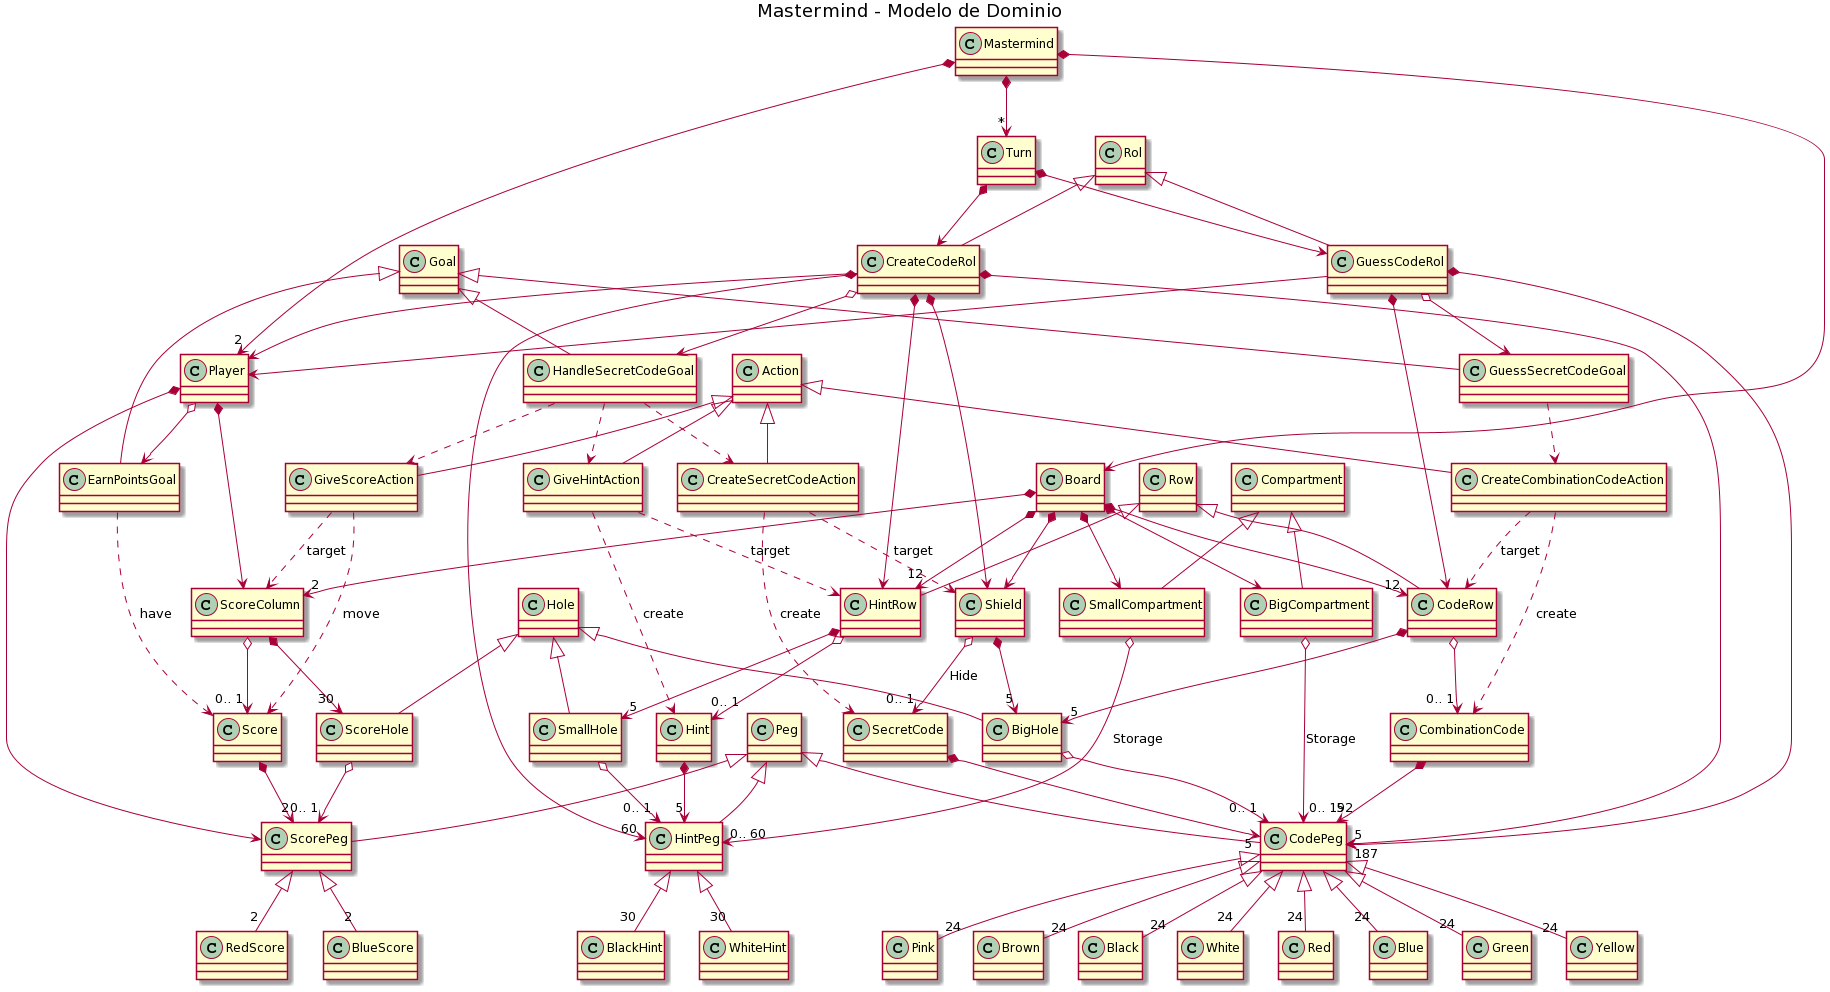 Mastermind - Modelo de Dominio
C Mastermind
*
C Turn
C Rol
C Goal
C CreateCodeRol
C GuessCodeRol
2
C Player
C HandleSecretCodeGoal
C Action
C GuessSecretCodeGoal
C EarnPointsGoal
C GiveScoreAction
C GiveHintAction
C CreateSecretCodeAction
C Board
C Row
C Compartment
C CreateCombinationCodeAction
target
target
target
target
2
12
12
C ScoreColumn
C Hole
C HintRow
C Shield
C SmallCompartment
C BigCompartment
C CodeRow
have
move
create
create
create
Hide
0.. 1
30
5
0.. 1
0.. 1
5
5
0.. 1
C Score
C ScoreHole
C SmallHole
C Hint
C Peg
C SecretCode
C BigHole
C CombinationCode
Storage
Storage
2
0.. 1
0.. 1
5
0.. 1
0.. 192
5
60
0.. 60
5
5
187
C ScorePeg
C HintPeg
C CodePeg
2
2
30
30
24
24
24
24
24
24
24
24
C RedScore
C BlueScore
C BlackHint
C WhiteHint
C Pink
C Brown
C Black
C White
C Red
C Blue
C Green
C Yellow